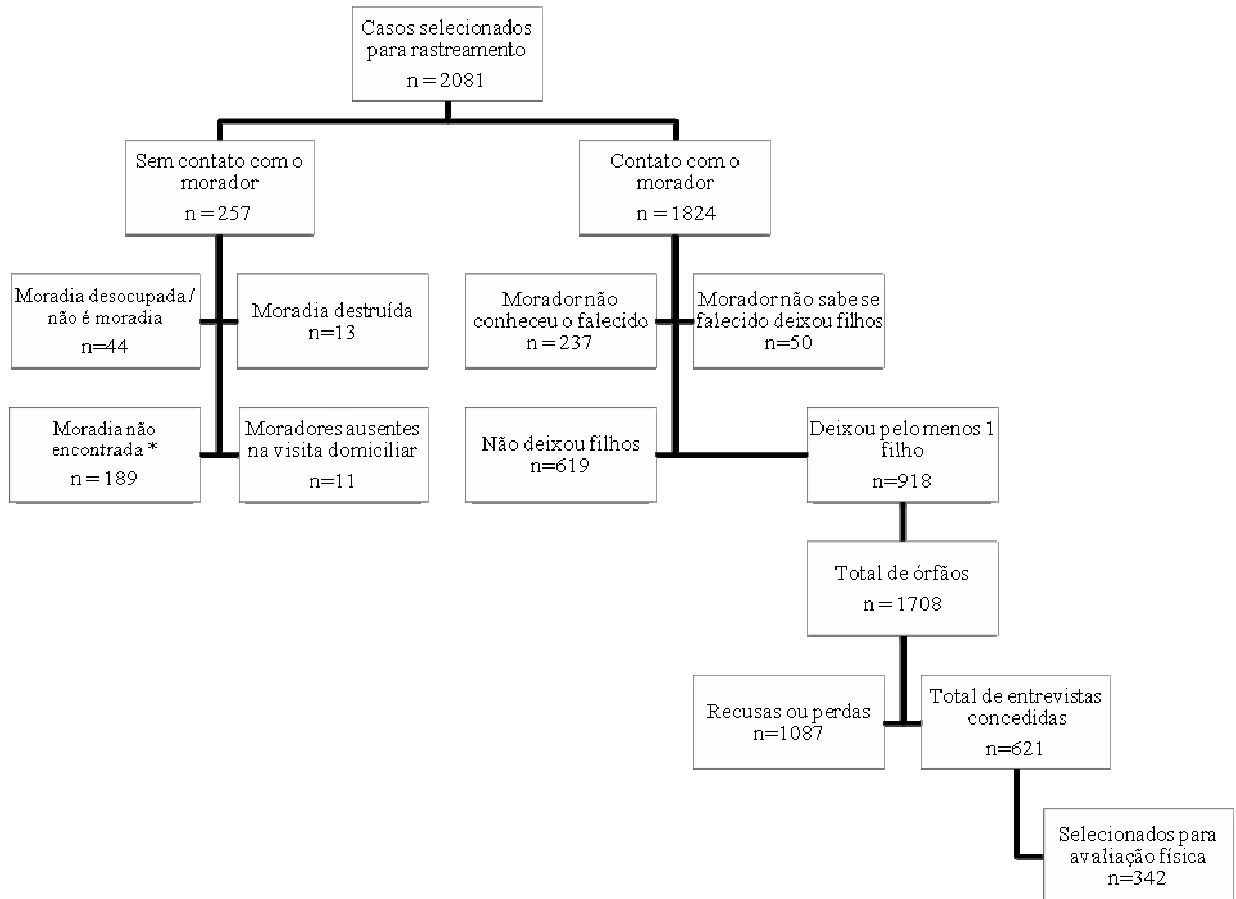 Casos selecionados
para rastreamento
n = 2081
Sem contato com o
morador
n = 257
Contato com o
morador
n = 1824
Moradia desocupada /
não é moradia
n=44
Moradia destruída
n=13
Morador não
conheceu o falecido
n = 237
Morador não sabe se
falecido deixou filhos
n=50
Moradia não
encontrada *
n = 189
Moradores ausentes
na visita domiciliar
n=11
Não deixou filhos
n=619
Deixou pelo menos 1
filho
n=918
Total de órfãos
n = 1708
Recusas ou perdas
n=1087
Total de entrevistas
concedidas
n=621
Selecionados para
avaliação física
n=342